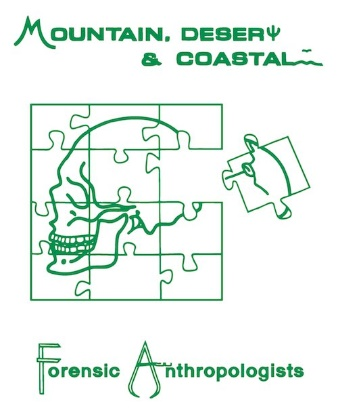 MOUNTAIN, DESERT
& COASTAL
Forensic Anthropologists